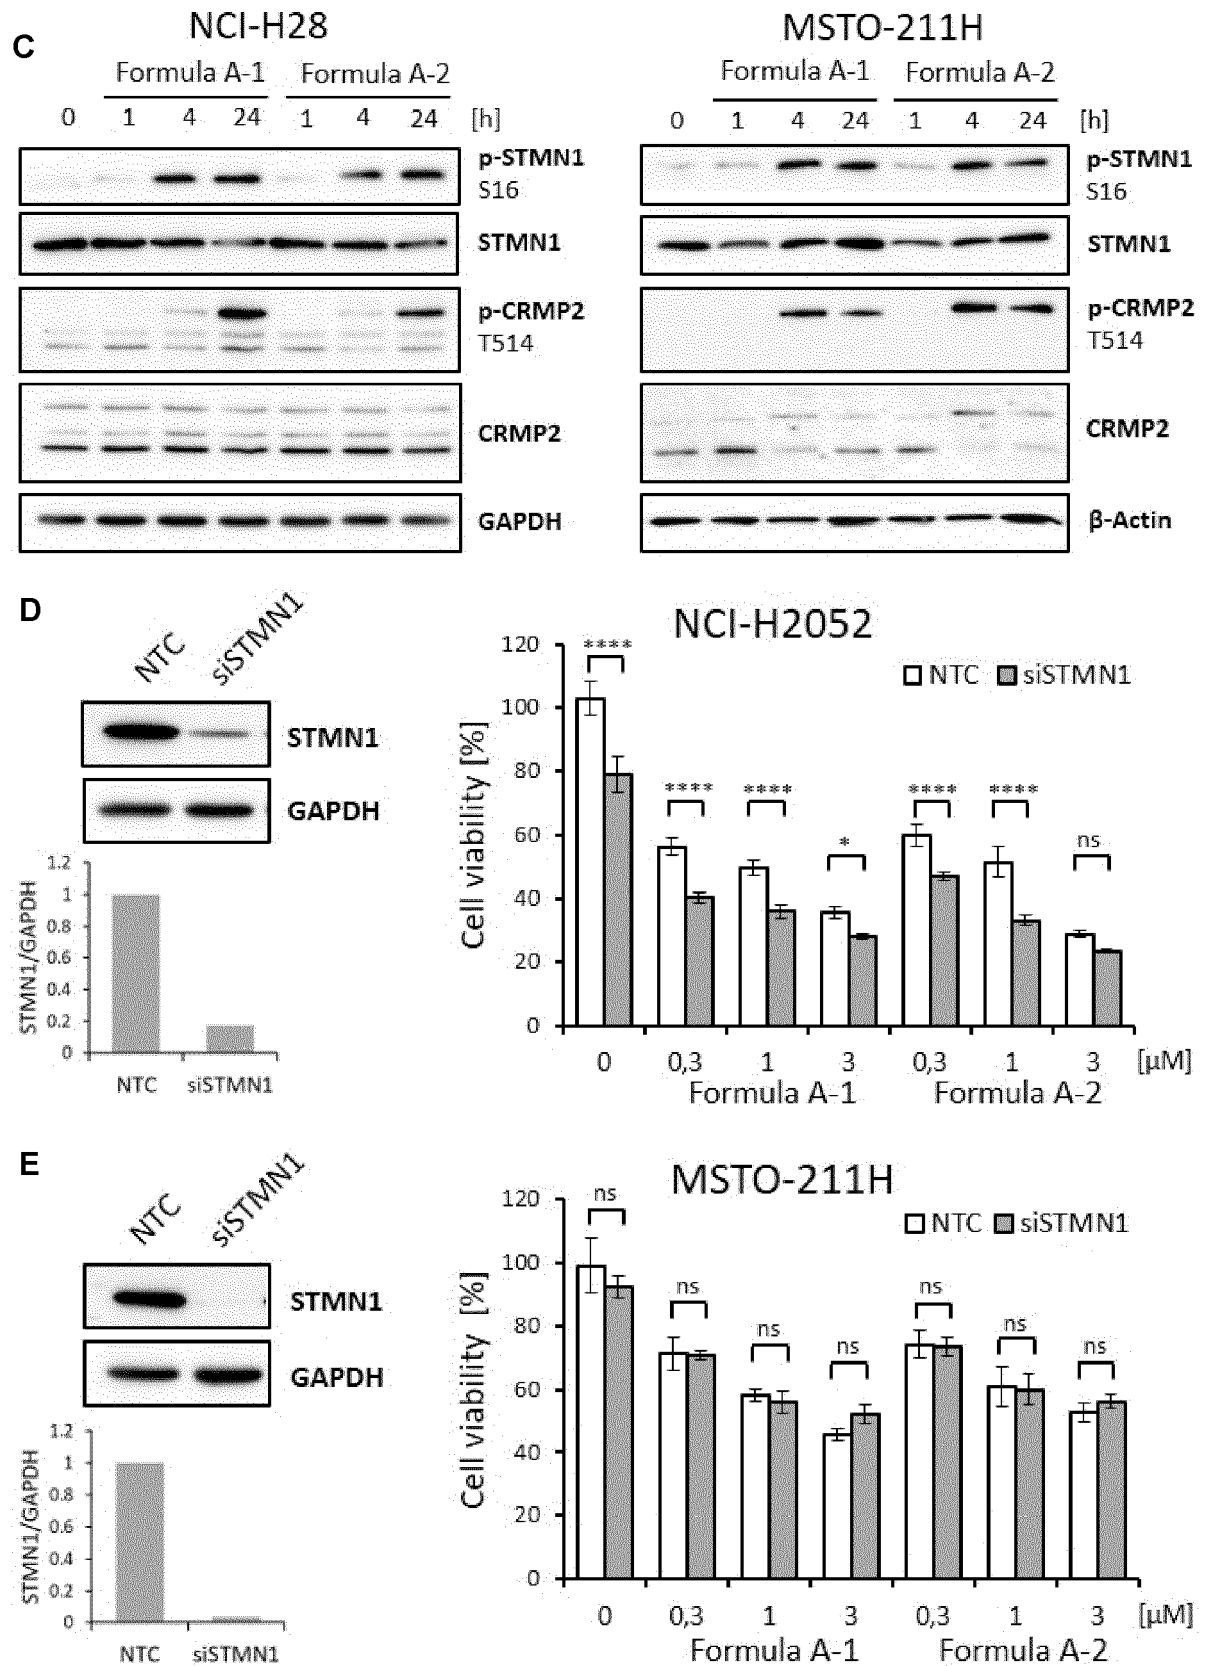 C
NCI-H28
Formula A-1 Formula A-2
0 1 4 24 1 4 24 [h]
p-STMN1
S16
STMN1
p-CRMP2
T514
CRMP2
GAPDH
MSTO-211H
Formula A-1 Formula A-2
0 1 4 24 1 4 24 [h]
p-STMN1
S16
STMN1
p-CRMP2
T514
CRMP2
β-Actin
D
NTC siSTMN1
STMN1
GAPDH
STMN1/GAPDH
1.2
1
0.8
0.6
0.4
0.2
0
NTC siSTMN1
NCI-H2052
NTC siSTMN1
Cell viability [%]
120
100
80
60
40
20
0
**** **** **** * **** **** ns
0 0,3 1 3 0,3 1 3 [µM]
Formula A-1 Formula A-2
E
NTC siSTMN1
STMN1
GAPDH
STMN1/GAPDH
1.2
1
0.8
0.6
0.4
0.2
0
NTC siSTMN1
MSTO-211H
NTC siSTMN1
Cell viability [%]
120
100
80
60
40
20
0
ns ns ns ns ns ns ns
0 0,3 1 3 0,3 1 3 [µM]
Formula A-1 Formula A-2